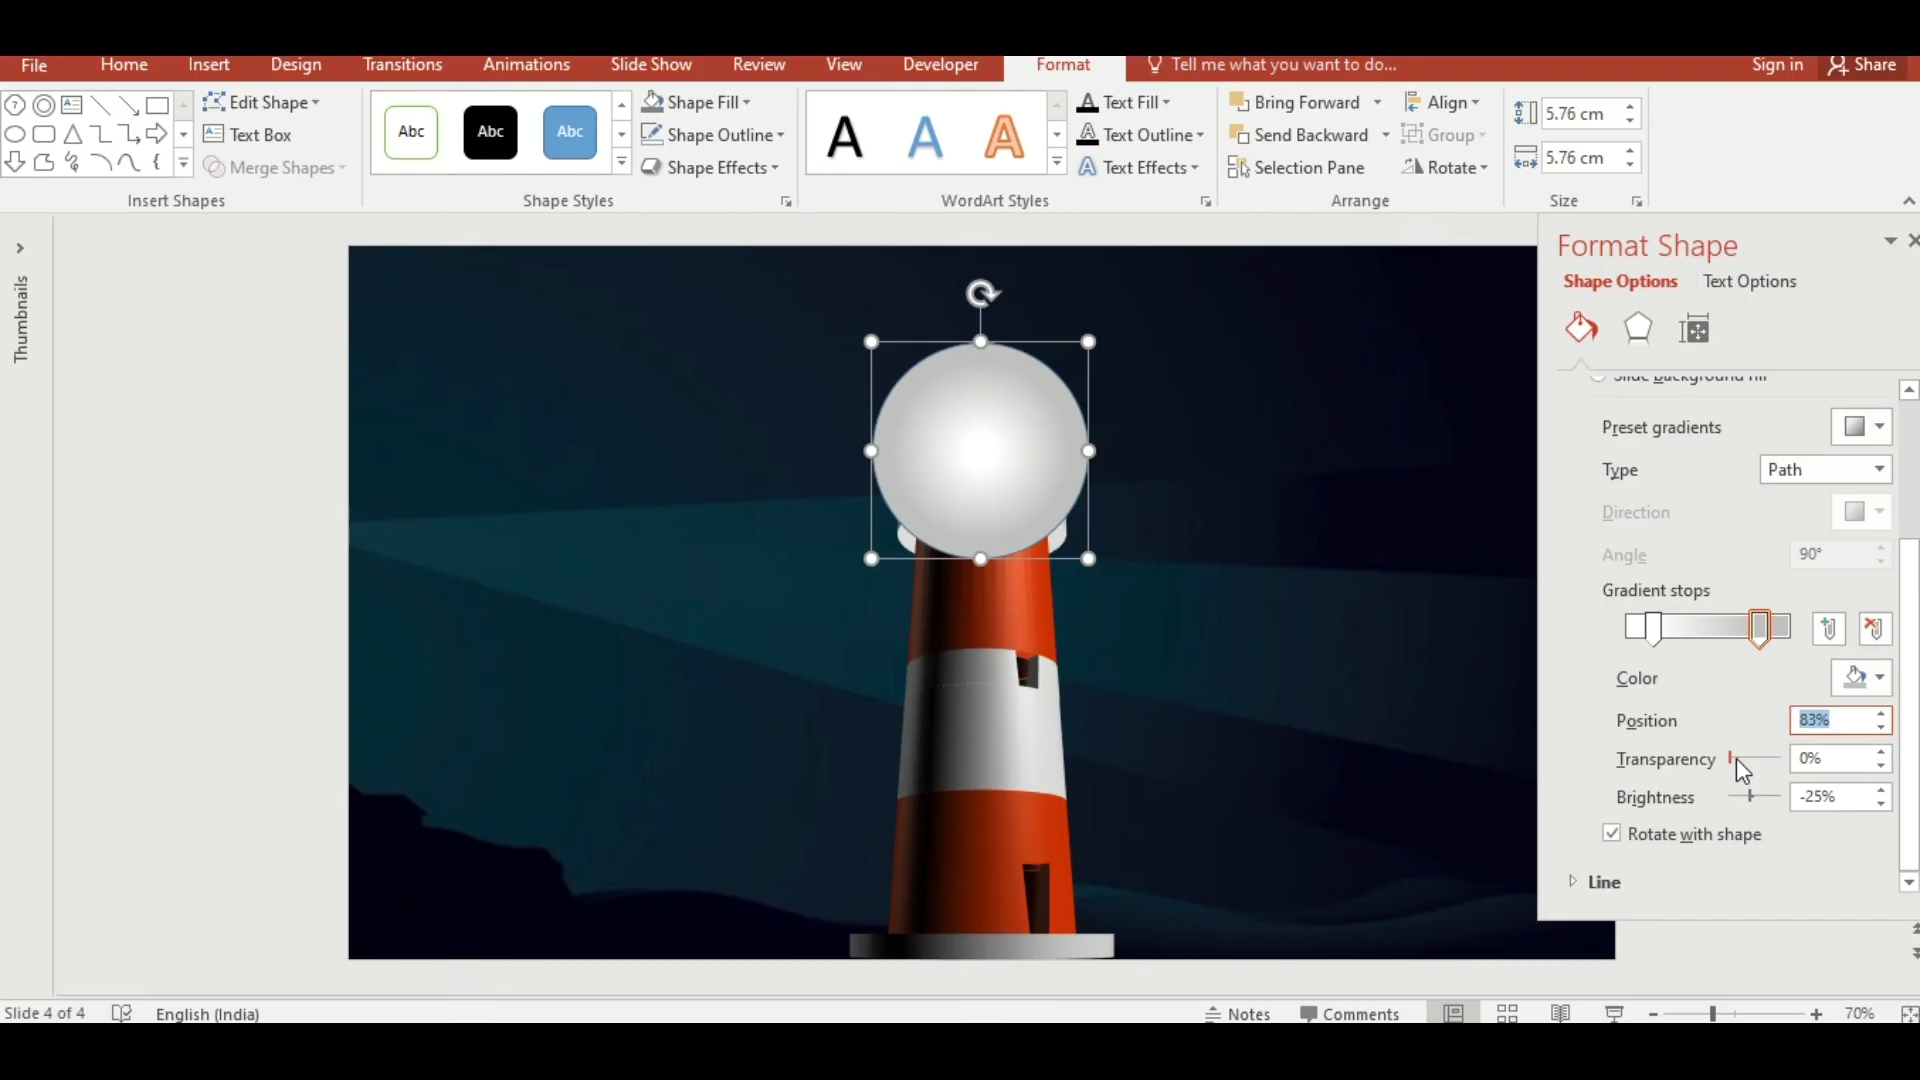 File Home Insert Design Transitions Animations Slide Show Review View Developer Format Tell me what you want to do... Sign in Share
Edit Shape
Text Box
Merge Shapes
Insert Shapes
Abc Abc Abc
Shape Fill
Shape Outline
Shape Effects
Shape Styles
A A A
Text Fill
Text Outline
Text Effects
WordArt Styles
Bring Forward
Send Backward
Selection Pane
Align
Group
Rotate
Arrange
5.76 cm
5.76 cm
Size
Thumbnails
Format Shape
Shape Options Text Options
Slide Background fill
Preset gradients
Type Path
Direction
Angle 90°
Gradient stops
Color
Position 83%
Transparency 0%
Brightness -25%
Rotate with shape
Line
Slide 4 of 4 English (India) Notes Comments 70%